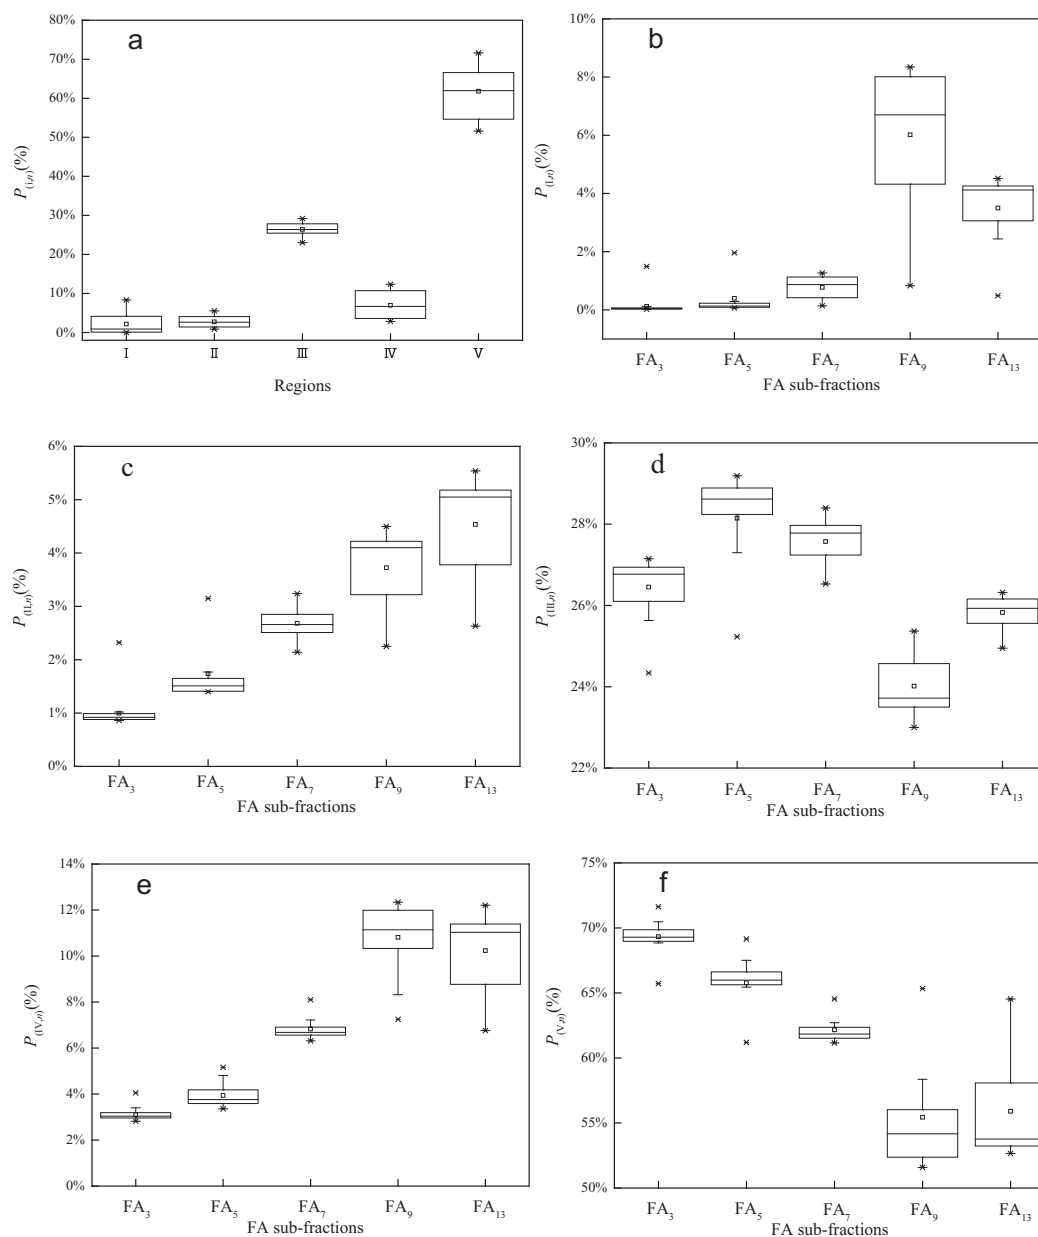 a
80%
70%
60%
50%
40%
30%
20%
10%
0%
P(i,n)(%)
I II III IV V
Regions
b
10%
8%
6%
4%
2%
0%
P(I,n)(%)
FA3 FA5 FA7 FA9 FA13
FA sub-fractions
c
6%
5%
4%
3%
2%
1%
0%
P(II,n)(%)
FA3 FA5 FA7 FA9 FA13
FA sub-fractions
d
30%
28%
26%
24%
22%
P(III,n)(%)
FA3 FA5 FA7 FA9 FA13
FA sub-fractions
e
14%
12%
10%
8%
6%
4%
2%
0%
P(IV,n)(%)
FA3 FA5 FA7 FA9 FA13
FA sub-fractions
f
75%
70%
65%
60%
55%
50%
P(V,n)(%)
FA3 FA5 FA7 FA9 FA13
FA sub-fractions